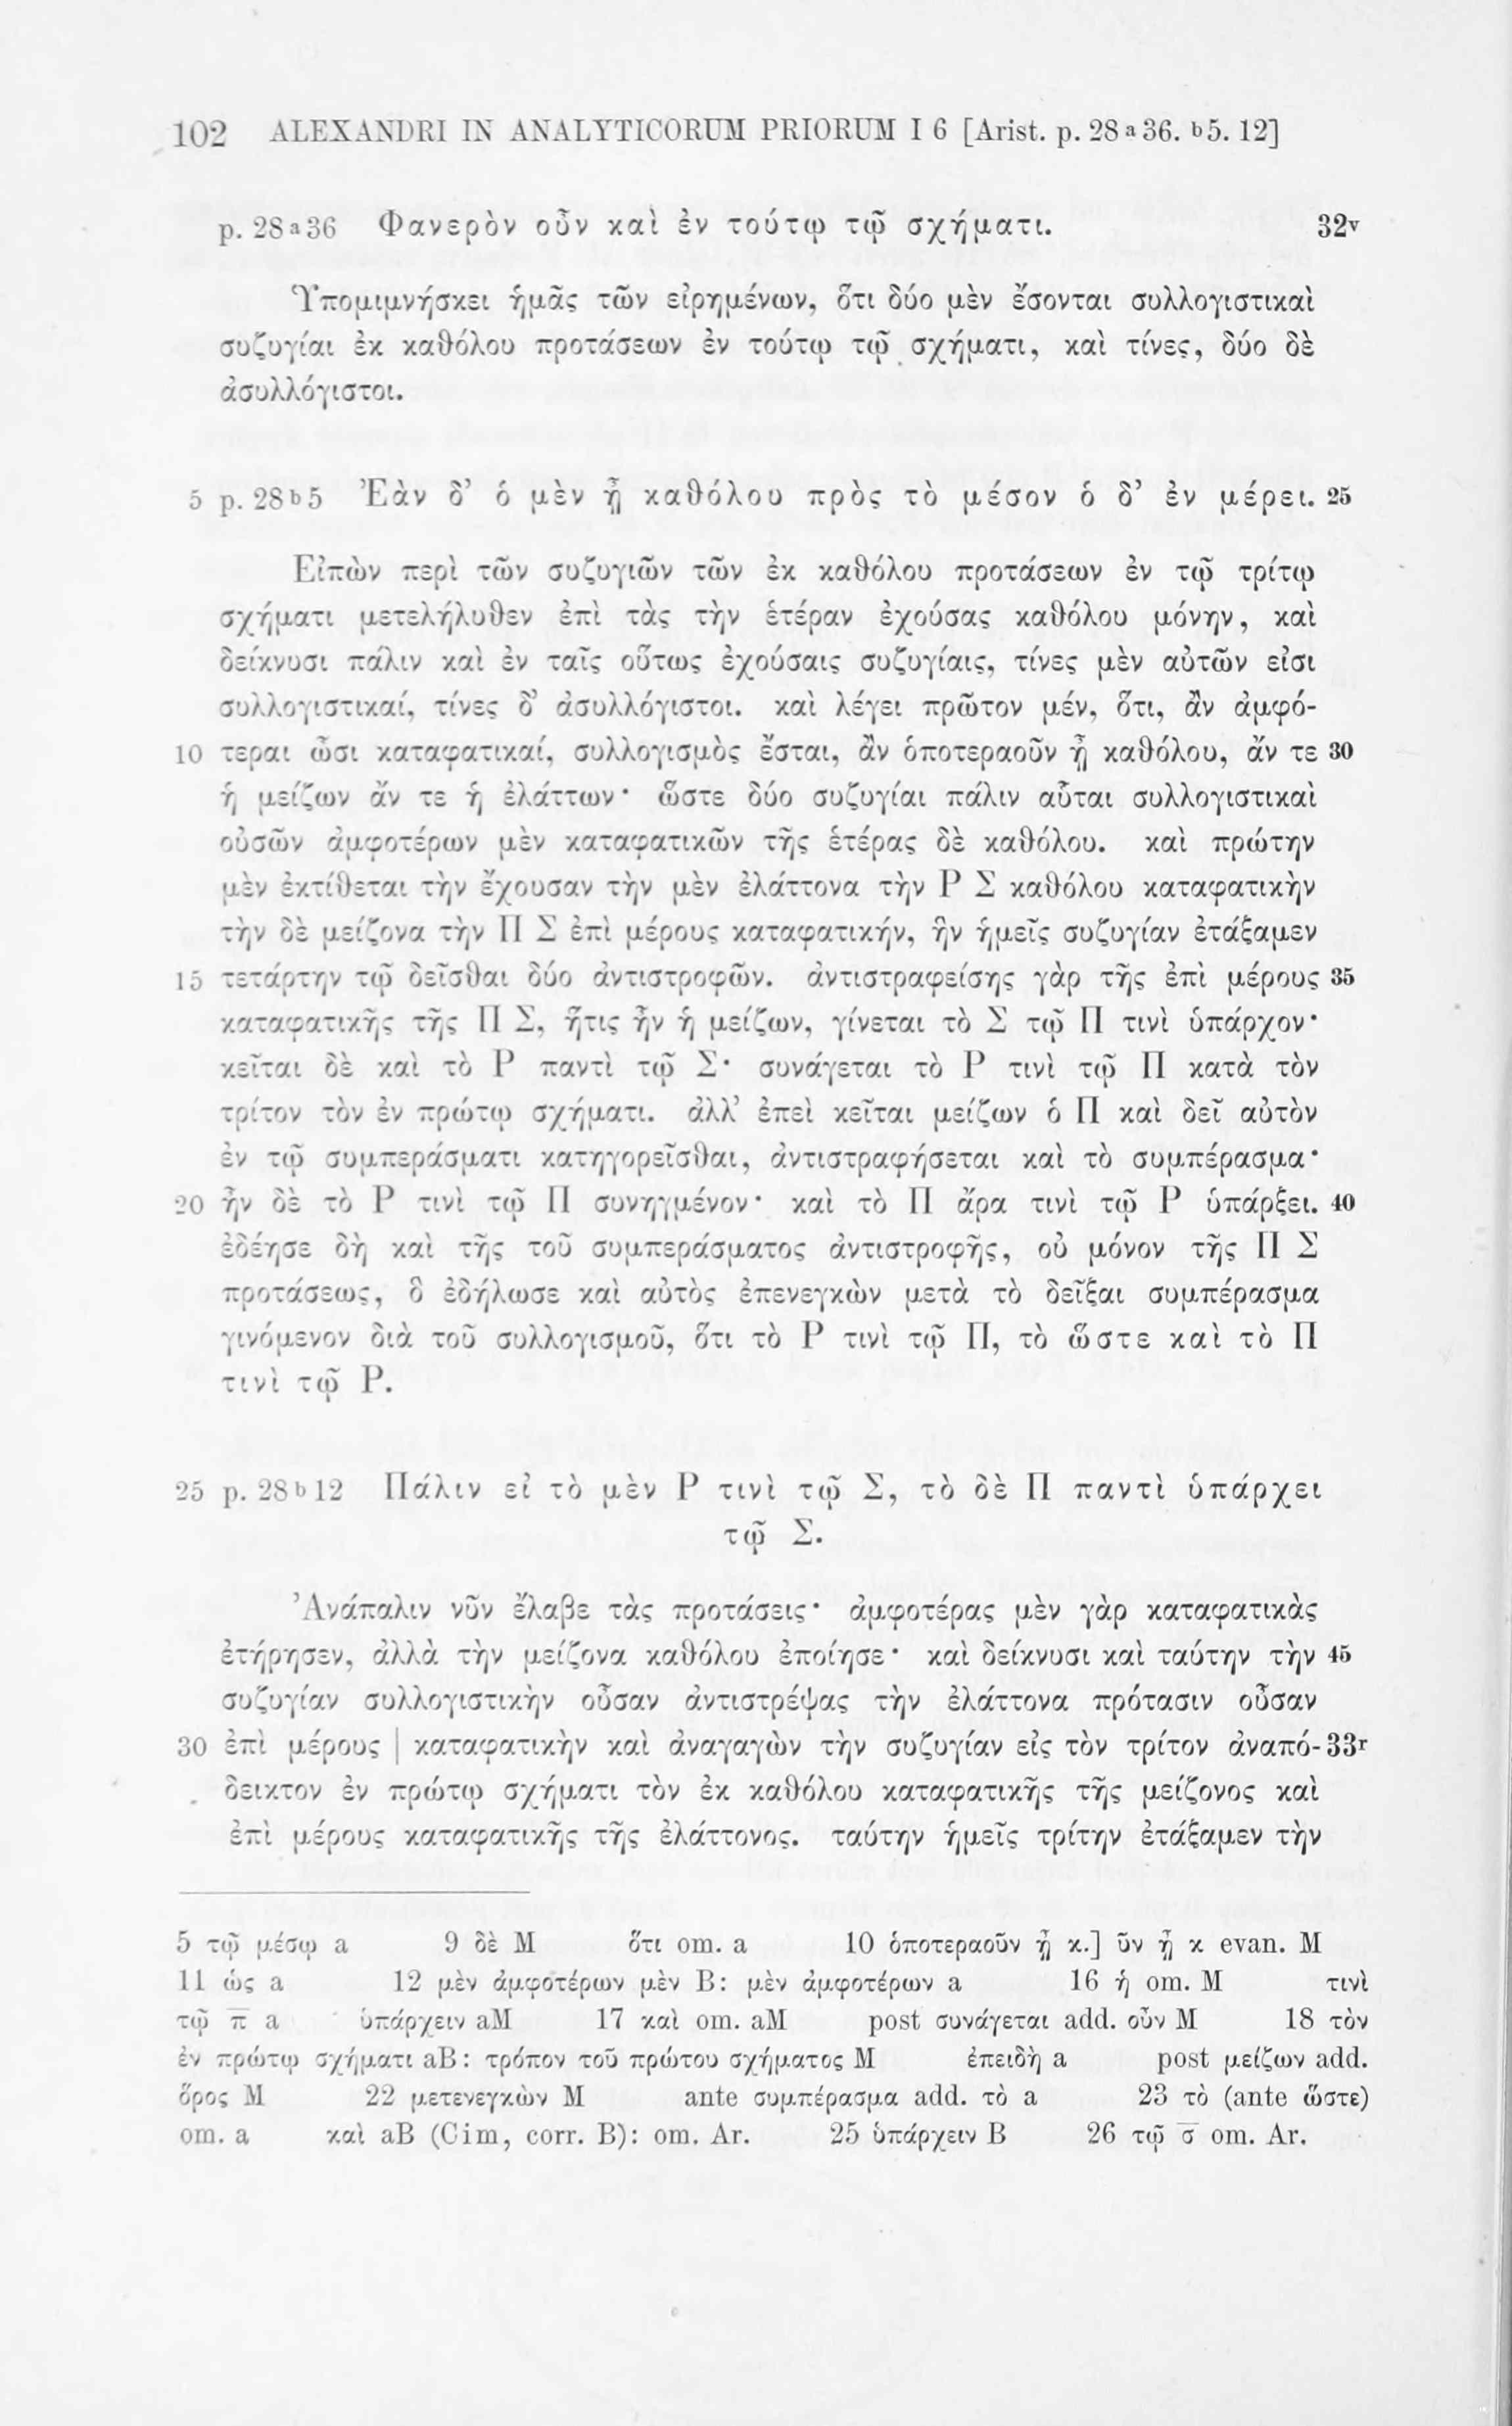 102 ALEXANDRI IN ANALYTICORUM PRIORUM I 6 [Arist. p. 28 a 36. b 5. 12]
p. 28 a 36 Φανερὸν οὖν καὶ ἐν τούτῳ τῷ σχήματι. 32v
Ὑπομιμνήσκει ἡμᾶς τῶν εἰρημένων, ὅτι δύο μὲν ἔσονται συλλογιστικαὶ
συζυγίαι ἐκ καθόλου προτάσεων ἐν τούτῳ τῷ σχήματι, καὶ τίνες, δύο δὲ
ἀσυλλόγιστοι.
5 p. 28 b 5 Ἐὰν δ’ ὁ μὲν ᾖ καθόλου πρὸς τὸ μέσον ὁ δ’ ἐν μέρει. 25
Εἰπὼν περὶ τῶν συζυγιῶν τῶν ἐκ καθόλου προτάσεων ἐν τῷ τρίτῳ
σχήματι μετελήλυθεν ἐπὶ τὰς τὴν ἑτέραν ἐχούσας καθόλου μόνην, καὶ
δείκνυσι πάλιν καὶ ἐν ταῖς οὕτως ἐχούσαις συζυγίαις, τίνες μὲν αὐτῶν εἰσι
συλλογιστικαί, τίνες δ’ ἀσυλλόγιστοι. καὶ λέγει πρῶτον μέν, ὅτι, ἂν ἀμφό-
10 τεραι ὦσι καταφατικαί, συλλογισμὸς ἔσται, ἂν ὁποτεραοῦν ᾖ καθόλου, ἄν τε 30
ἡ μείζων ἄν τε ἡ ἐλάττων· ὥστε δύο συζυγίαι πάλιν αὗται συλλογιστικαὶ
οὐσῶν ἀμφοτέρων μὲν καταφατικῶν τῆς ἑτέρας δὲ καθόλου. καὶ πρώτην
μὲν ἐκτίθεται τὴν ἔχουσαν τὴν μὲν ἐλάττονα τὴν Ρ Σ καθόλου καταφατικὴν
τὴν δὲ μείζονα τὴν Π Σ ἐπὶ μέρους καταφατικήν, ἣν ἡμεῖς συζυγίαν ἐτάξαμεν
15 τετάρτην τῷ δεῖσθαι δύο ἀντιστροφῶν. ἀντιστραφείσης γὰρ τῆς ἐπὶ μέρους 35
καταφατικῆς τῆς Π Σ, ἥτις ἦν ἡ μείζων, γίνεται τὸ Σ τῷ Π τινὶ ὑπάρχον·
κεῖται δὲ καὶ τὸ Ρ παντὶ τῷ Σ· συνάγεται τὸ Ρ τινὶ τῷ Π κατὰ τὸν
τρίτον τὸν ἐν πρώτῳ σχήματι. ἀλλ’ ἐπεὶ κεῖται μείζων ὁ Π καὶ δεῖ αὐτὸν
ἐν τῷ συμπεράσματι κατηγορεῖσθαι, ἀντιστραφήσεται καὶ τὸ συμπέρασμα·
20 ἦν δὲ τὸ Ρ τινὶ τῷ Π συνηγμένον· καὶ τὸ Π ἄρα τινὶ τῷ Ρ ὑπάρξει. 40
ἐδέησε δὴ καὶ τῆς τοῦ συμπεράσματος ἀντιστροφῆς, οὐ μόνον τῆς Π Σ
προτάσεως, ὃ ἐδήλωσε καὶ αὐτὸς ἐπενεγκὼν μετὰ τὸ δεῖξαι συμπέρασμα
γινόμενον διὰ τοῦ συλλογισμοῦ, ὅτι τὸ Ρ τινὶ τῷ Π, τὸ ὥστε καὶ τὸ Π
τινὶ τῷ Ρ.
25 p. 28 b 12 Πάλιν εἰ τὸ μὲν Ρ τινὶ τῷ Σ, τὸ δὲ Π παντὶ ὑπάρχει
τῷ Σ.
Ἀνάπαλιν νῦν ἔλαβε τὰς προτάσεις· ἀμφοτέρας μὲν γὰρ καταφατικὰς
ἐτήρησεν, ἀλλὰ τὴν μείζονα καθόλου ἐποίησε· καὶ δείκνυσι καὶ ταύτην τὴν 45
συζυγίαν συλλογιστικὴν οὖσαν ἀντιστρέψας τὴν ἐλάττονα πρότασιν οὖσαν
30 ἐπὶ μέρους | καταφατικὴν καὶ ἀναγαγὼν τὴν συζυγίαν εἰς τὸν τρίτον ἀναπό- 33r
δεικτον ἐν πρώτῳ σχήματι τὸν ἐκ καθόλου καταφατικῆς τῆς μείζονος καὶ
ἐπὶ μέρους καταφατικῆς τῆς ἐλάττονος. ταύτην ἡμεῖς τρίτην ἐτάξαμεν τὴν
5 τῷ μέσῳ a 9 δὲ M ὅτι om. a 10 ὁποτεραοῦν ᾖ κ.] ῦν ᾖ κ evan. M
11 ὡς a 12 μὲν ἀμφοτέρων μὲν B: μὲν ἀμφοτέρων a 16 ἡ om. M τινὶ
τῷ π̅ a ὑπάρχειν aM 17 καὶ om. aM post συνάγεται add. οὖν M 18 τὸν
ἐν πρώτῳ σχήματι aB: τρόπον τοῦ πρώτου σχήματος M ἐπειδὴ a post μείζων add.
ὅρος M 22 μετενεγκὼν M ante συμπέρασμα add. τὸ a 23 τὸ (ante ὥστε)
om. a καὶ aB (Cim, corr. B): om. Ar. 25 ὑπάρχειν B 26 τῷ σ̅ om. Ar.